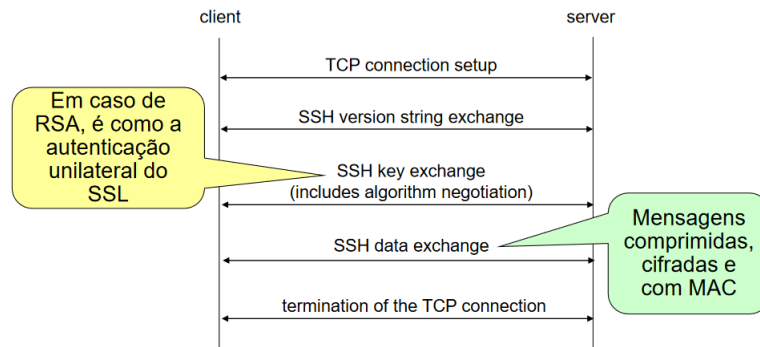 client
server
TCP connection setup
Em caso de
RSA, é como a
autenticação
unilateral do
SSL
SSH version string exchange
SSH key exchange
(includes algorithm negotiation)
Mensagens
comprimidas,
cifradas e
com MAC
SSH data exchange
termination of the TCP connection